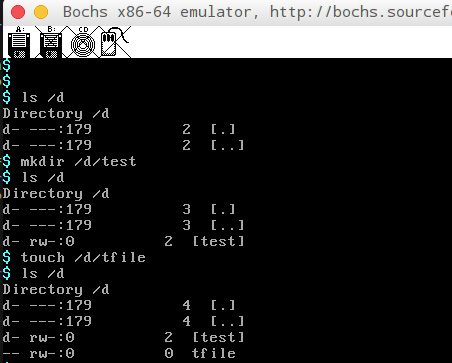 Bochs x86-64 emulator, http://bochs.sourcef
A: B: CD
$
$
$ ls /d
Directory /d
d- ---:179 2 [.]
d- ---:179 2 [..]
$ mkdir /d/test
$ ls /d
Directory /d
d- ---:179 3 [.]
d- ---:179 3 [..]
d- rw-:0 2 [test]
$ touch /d/tfile
$ ls /d
Directory /d
d- ---:179 4 [.]
d- ---:179 4 [..]
d- rw-:0 2 [test]
-- rw-:0 0 tfile